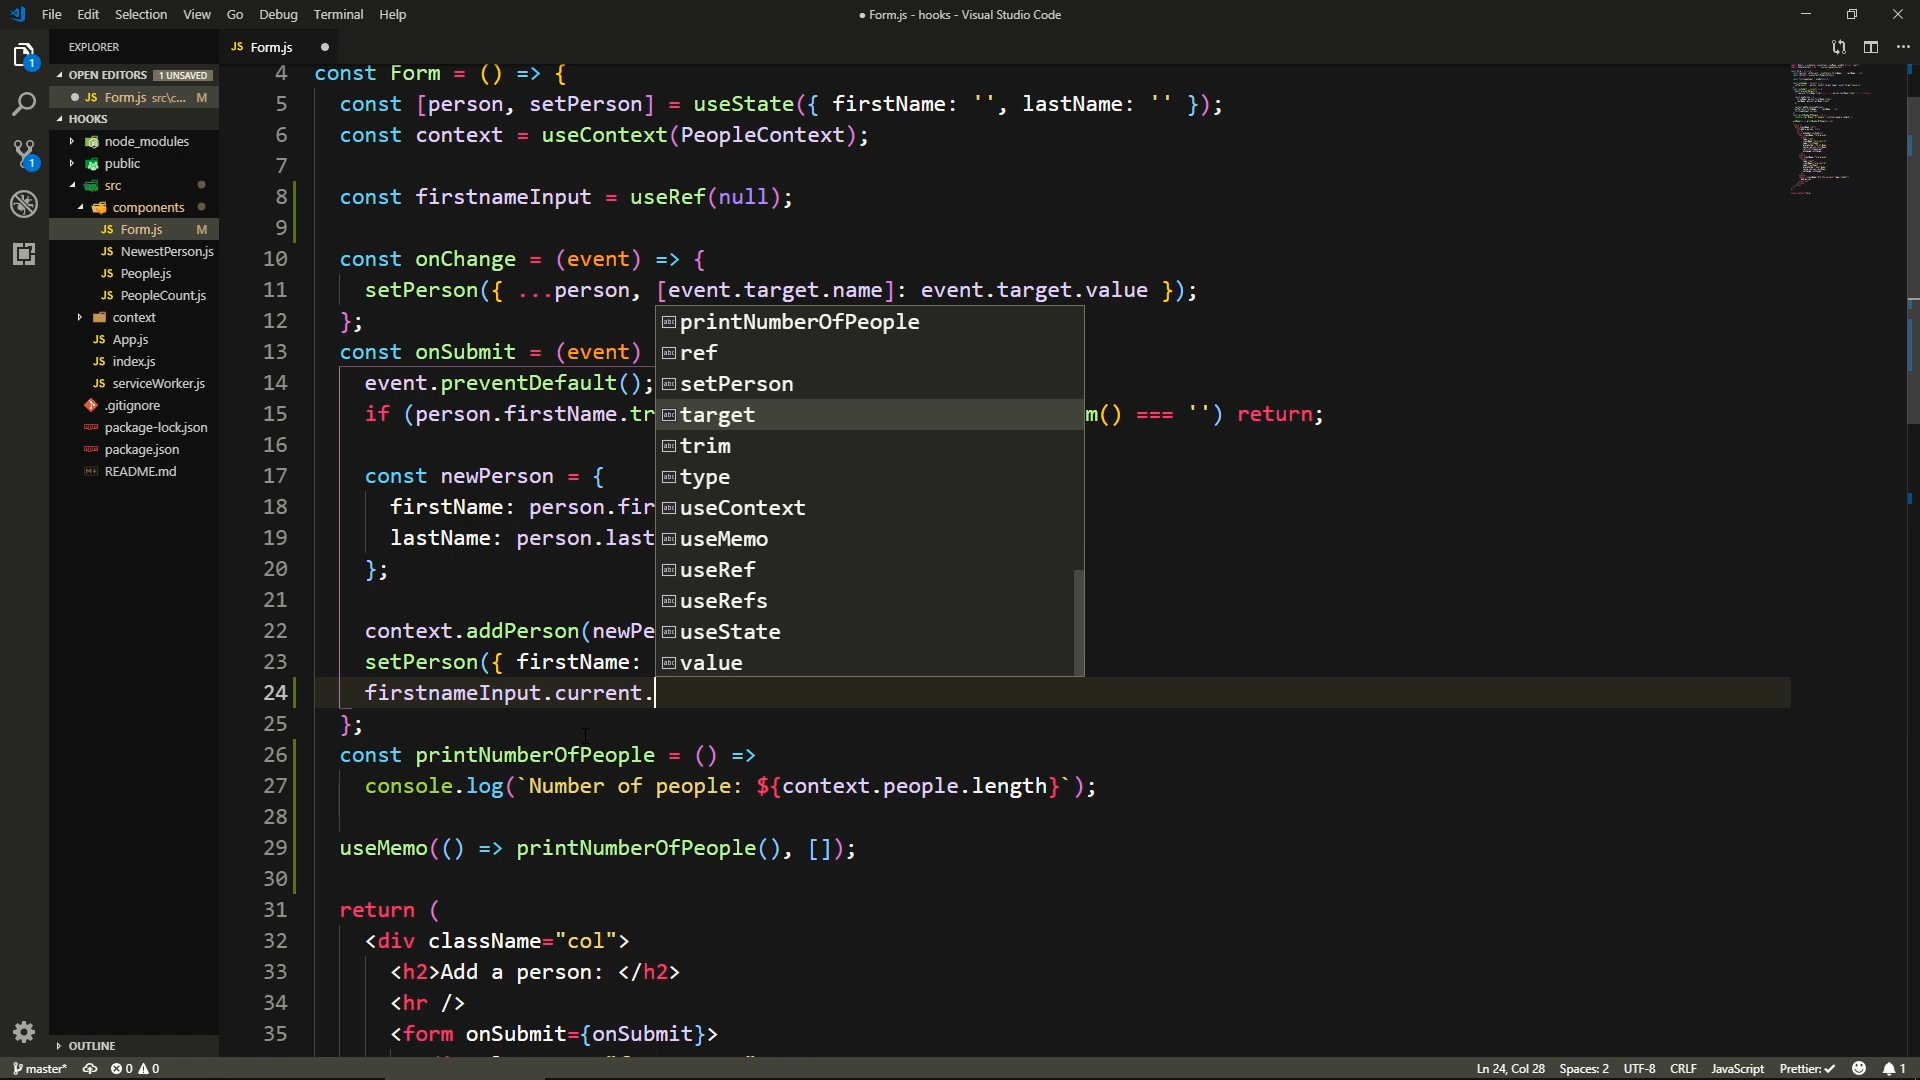 File Edit Selection View Go Debug Terminal Help
● Form.js - hooks - Visual Studio Code
EXPLORER
JS Form.js
OPEN EDITORS 1 UNSAVED
JS Form.js src\c... M
HOOKS
node_modules
public
src
components
JS Form.js M
JS NewestPerson.js
JS People.js
JS PeopleCount.js
context
JS App.js
JS index.js
JS serviceWorker.js
.gitignore
package-lock.json
package.json
README.md
OUTLINE
1
1
4 const Form = () => {
5 const [person, setPerson] = useState({ firstName: '', lastName: '' });
6 const context = useContext(PeopleContext);
7
8 const firstnameInput = useRef(null);
9
10 const onChange = (event) => {
11 setPerson({ ...person, [event.target.name]: event.target.value });
12 };
13 const onSubmit = (event)
14 event.preventDefault();
15 if (person.firstName.tr m() === '') return;
16
17 const newPerson = {
18 firstName: person.fir
19 lastName: person.last
20 };
21
22 context.addPerson(newPe
23 setPerson({ firstName:
24 firstnameInput.current.
25 };
26 const printNumberOfPeople = () =>
27 console.log(`Number of people: ${context.people.length}`);
28
29 useMemo(() => printNumberOfPeople(), []);
30
31 return (
32 <div className="col">
33 <h2>Add a person: </h2>
34 <hr />
35 <form onSubmit={onSubmit}>
printNumberOfPeople
ref
setPerson
target
trim
type
useContext
useMemo
useRef
useRefs
useState
value
master* 0 0
Ln 24, Col 28 Spaces: 2 UTF-8 CRLF JavaScript Prettier: ✓ 1